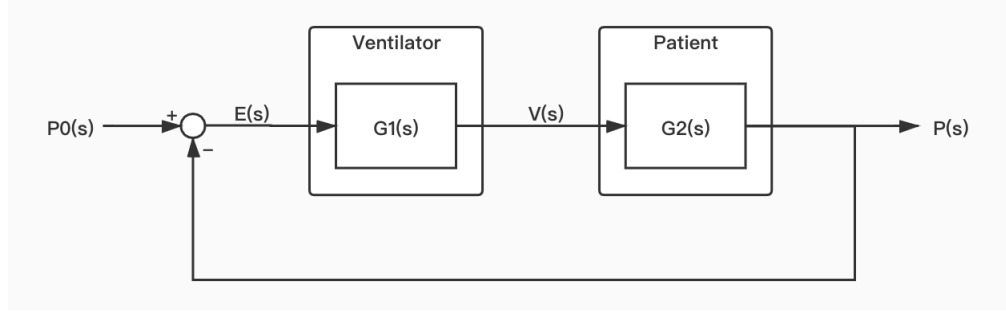 Ventilator
Patient
P0(s)
+
E(s)
G1(s)
V(s)
G2(s)
P(s)
−